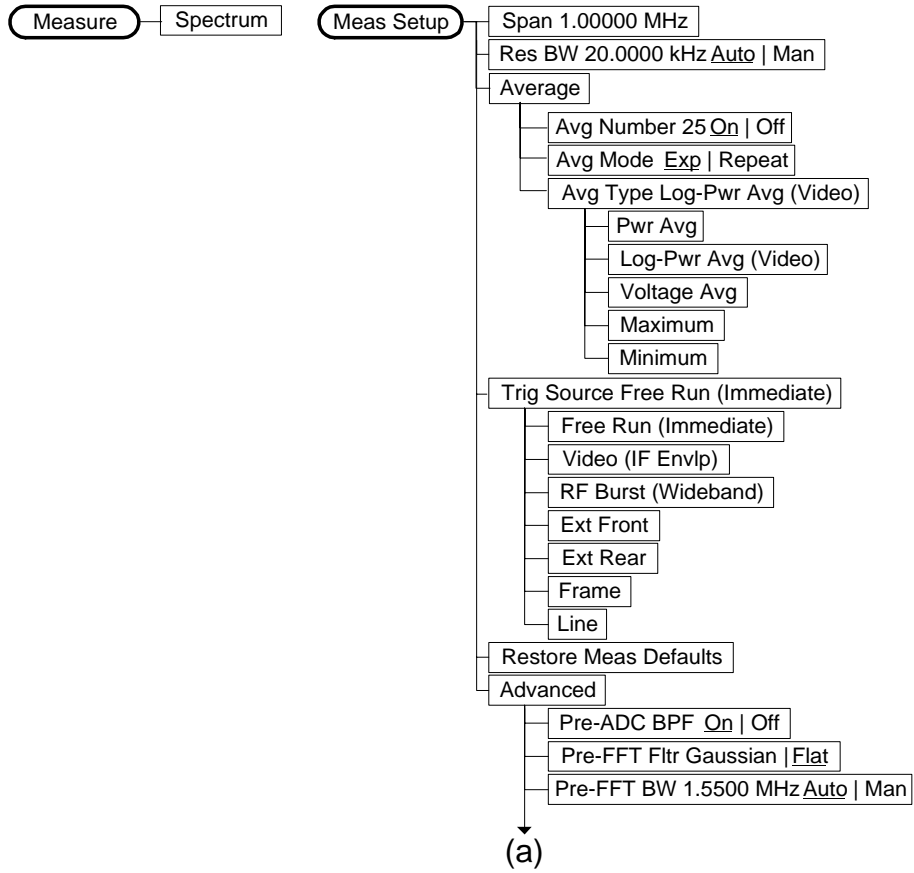 Measure
Spectrum
Meas Setup
Span 1.00000 MHz
Res BW 20.0000 kHz Auto | Man
Average
Avg Number 25 On | Off
Avg Mode Exp | Repeat
Avg Type Log-Pwr Avg (Video)
Pwr Avg
Log-Pwr Avg (Video)
Voltage Avg
Maximum
Minimum
Trig Source Free Run (Immediate)
Free Run (Immediate)
Video (IF Envlp)
RF Burst (Wideband)
Ext Front
Ext Rear
Frame
Line
Restore Meas Defaults
Advanced
Pre-ADC BPF On | Off
Pre-FFT Fltr Gaussian | Flat
Pre-FFT BW 1.5500 MHz Auto | Man
(a)